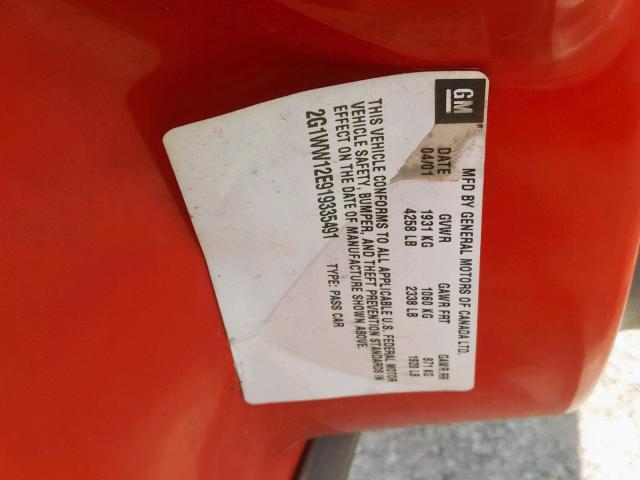 GM
MFD BY GENERAL MOTORS OF CANADA LTD.
DATE GVWR GAWR FRT GAWR RR
04/01 1931 KG 1060 KG 871 KG
4258 LB 2338 LB 1920 LB
THIS VEHICLE CONFORMS TO ALL APPLICABLE U.S. FEDERAL MOTOR
VEHICLE SAFETY, BUMPER, AND THEFT PREVENTION STANDARDS IN
EFFECT ON THE DATE OF MANUFACTURE SHOWN ABOVE.
2G1WW12E919335491 TYPE: PASS CAR